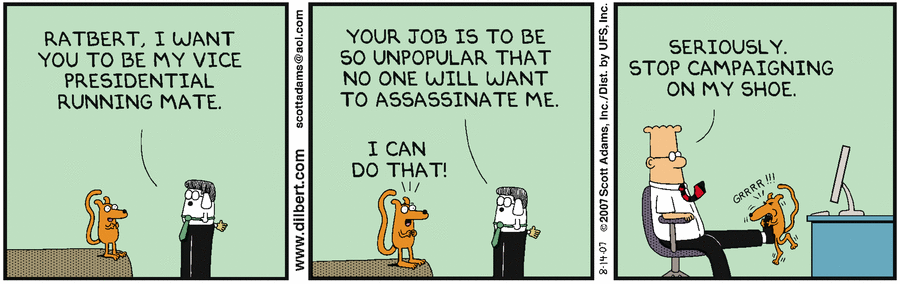 RATBERT, I WANT
YOU TO BE MY VICE
PRESIDENTIAL
RUNNING MATE.
www.dilbert.com scottadams@aol.com
YOUR JOB IS TO BE
SO UNPOPULAR THAT
NO ONE WILL WANT
TO ASSASSINATE ME.
I CAN
DO THAT!
8-14-07 ©2007 Scott Adams, Inc./Dist. by UFS, Inc.
SERIOUSLY.
STOP CAMPAIGNING
ON MY SHOE.
GRRRR!!!